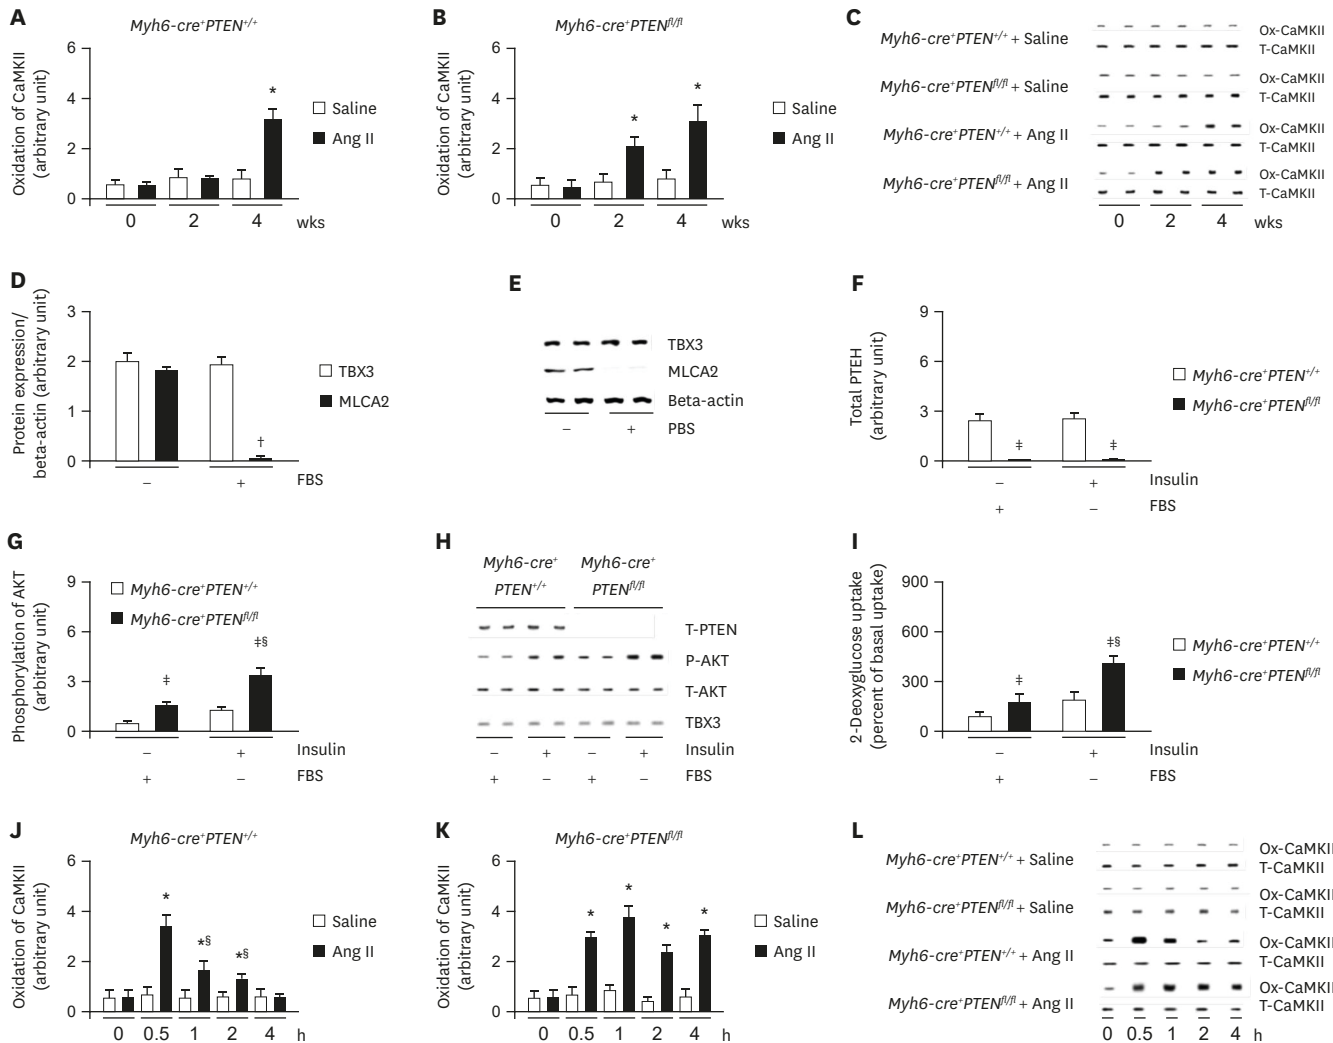 A
Myh6-cre⁺PTEN⁺/⁺
Oxidation of CaMKII
(arbitrary unit)
6
4
2
0
*
Saline
Ang II
0 2 4 wks
B
Myh6-cre⁺PTENfl/fl
Oxidation of CaMKII
(arbitrary unit)
6
4
2
0
* *
Saline
Ang II
0 2 4
C
Myh6-cre⁺PTEN⁺/⁺ + Saline
Ox-CaMKII
T-CaMKII
Myh6-cre⁺PTENfl/fl + Saline
Ox-CaMKII
T-CaMKII
Myh6-cre⁺PTEN⁺/⁺ + Ang II
Ox-CaMKII
T-CaMKII
Myh6-cre⁺PTENfl/fl + Ang II
Ox-CaMKII
T-CaMKII
0 2 4 wks
D
Protein expression/
beta-actin (arbitrary unit)
3
2
1
0
†
TBX3
MLCA2
– + FBS
E
TBX3
MLCA2
Beta-actin
– + PBS
F
Total PTEH
(arbitrary unit)
9
6
3
0
‡ ‡
Myh6-cre⁺PTEN⁺/⁺
Myh6-cre⁺PTENfl/fl
– + Insulin
+ – FBS
G
Phosphorylation of AKT
(arbitrary unit)
9
6
3
0
Myh6-cre⁺PTEN⁺/⁺
Myh6-cre⁺PTENfl/fl
‡ ‡§
– + Insulin
+ – FBS
H
Myh6-cre⁺ Myh6-cre⁺
PTEN⁺/⁺ PTENfl/fl
T-PTEN
P-AKT
T-AKT
TBX3
– + – +
+ – + –
I
2-Deoxyglucose uptake
(percent of basal uptake)
900
600
300
0
‡ ‡§
Myh6-cre⁺PTEN⁺/⁺
Myh6-cre⁺PTENfl/fl
– + Insulin
+ – FBS
J
Myh6-cre⁺PTEN⁺/⁺
Oxidation of CaMKII
(arbitrary unit)
6
4
2
0
* *§ *§
Saline
Ang II
0 0.5 1 2 4 h
K
Myh6-cre⁺PTENfl/fl
Oxidation of CaMKII
(arbitrary unit)
6
4
2
0
* * * *
Saline
Ang II
0 0.5 1 2 4
L
Myh6-cre⁺PTEN⁺/⁺ + Saline
Ox-CaMKII
T-CaMKII
Myh6-cre⁺PTENfl/fl + Saline
Ox-CaMKII
T-CaMKII
Myh6-cre⁺PTEN⁺/⁺ + Ang II
Ox-CaMKII
T-CaMKII
Myh6-cre⁺PTENfl/fl + Ang II
Ox-CaMKII
T-CaMKII
0 0.5 1 2 4 h